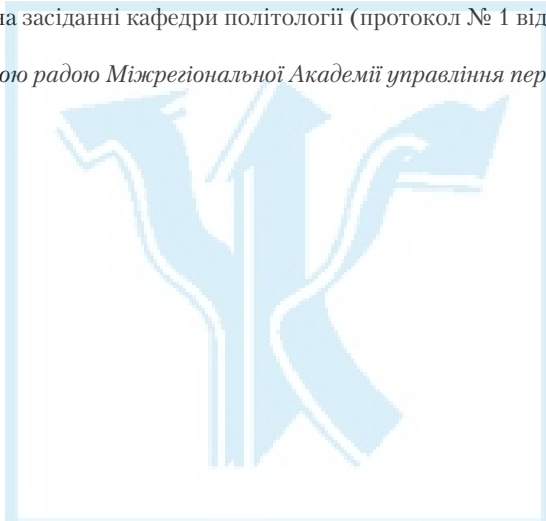 на засіданні кафедри політології (протокол № 1 від
ою радою Міжрегіональної Академії управління пер